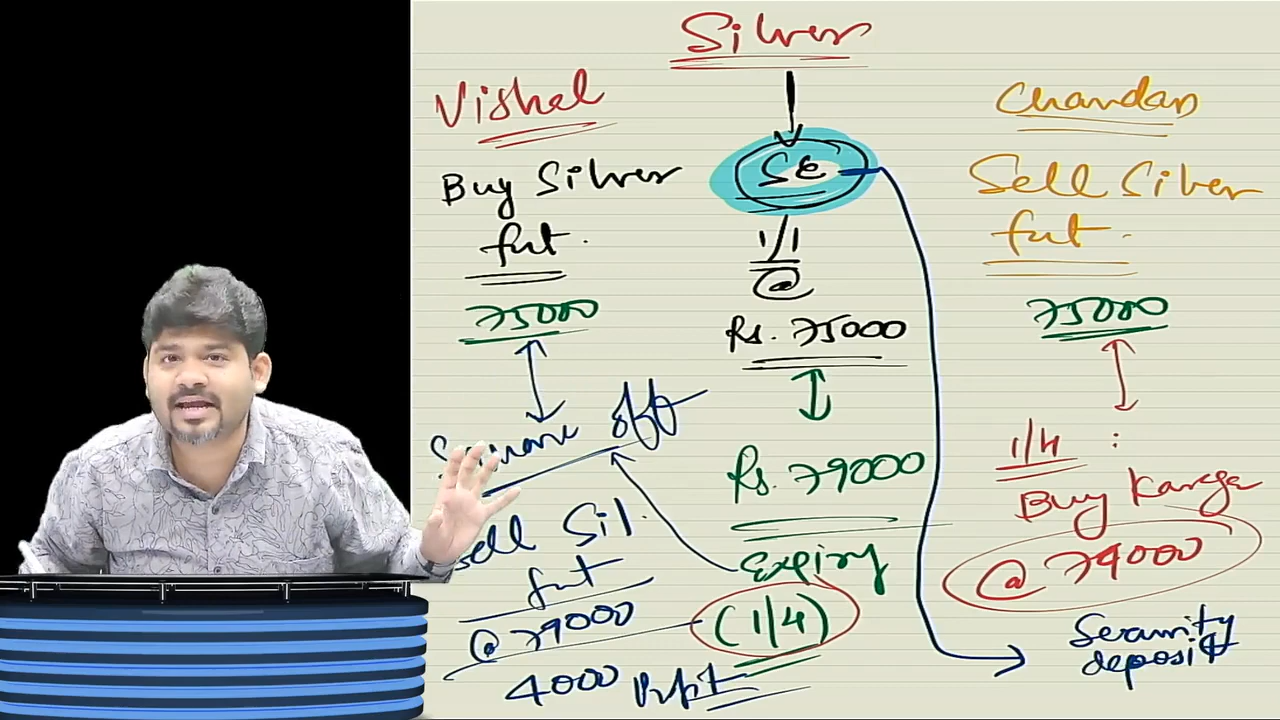 Silver
Vishal
Buy Silver
fut.
75000
Square off
Sell Sil.
fut
@ 79000
4000 Profit
SE
1/1
@
Rs. 75000
Rs. 79000
Expiry
(1/4)
Chandan
Sell Silver
fut.
75000
1/4 :
Buy Karega
@ 79000
Security
deposit